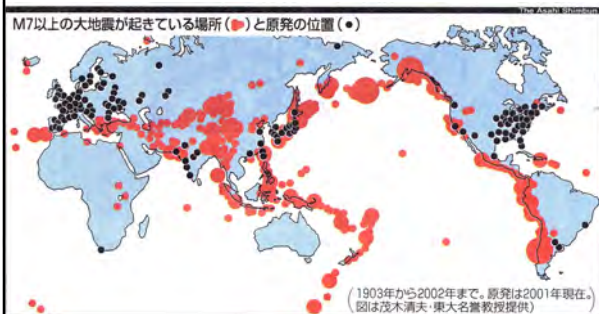 The Asahi Shimbun
M7以上の大地震が起きている場所(●)と原発の位置(●)
(1903年から2002年まで。原発は2001年現在。
図は茂木清夫・東大名誉教授提供)